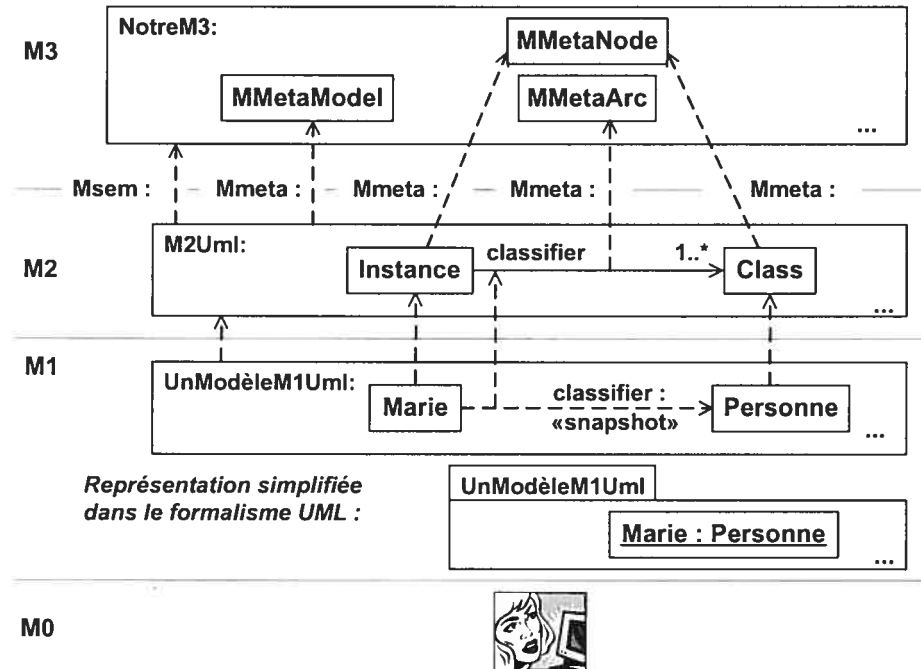 M3
NotreM3:
MMetaNode
MMetaModel
MMetaArc
...
Msem :
Mmeta :
Mmeta :
Mmeta :
Mmeta :
M2
M2Uml:
Instance
classifier
1..*
Class
...
M1
UnModèleM1Uml:
Marie
classifier :
«snapshot»
Personne
...
Représentation simplifiée
dans le formalisme UML :
UnModèleM1Uml
Marie : Personne
...
M0